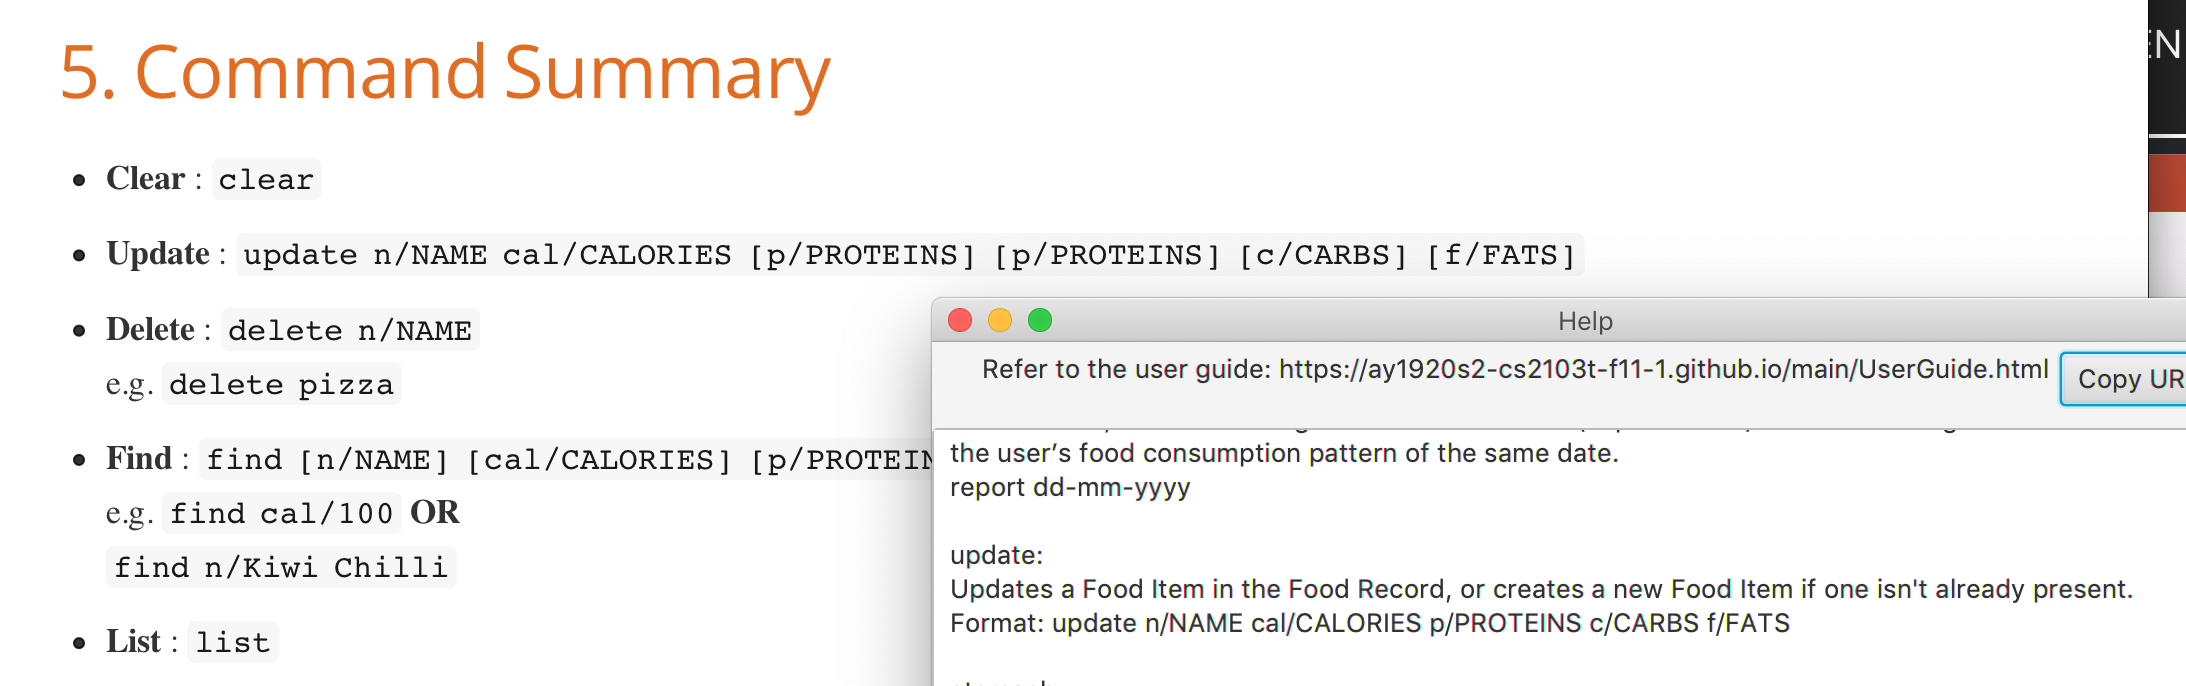 5. Command Summary
EN
Clear : clear
Update : update n/NAME cal/CALORIES [p/PROTEINS] [p/PROTEINS] [c/CARBS] [f/FATS]
Delete : delete n/NAME
e.g. delete pizza
Find : find [n/NAME] [cal/CALORIES] [p/PROTEIN
e.g. find cal/100 OR
find n/Kiwi Chilli
List : list
Help
Refer to the user guide: https://ay1920s2-cs2103t-f11-1.github.io/main/UserGuide.html
Copy UR
the user’s food consumption pattern of the same date.
report dd-mm-yyyy
update:
Updates a Food Item in the Food Record, or creates a new Food Item if one isn't already present.
Format: update n/NAME cal/CALORIES p/PROTEINS c/CARBS f/FATS